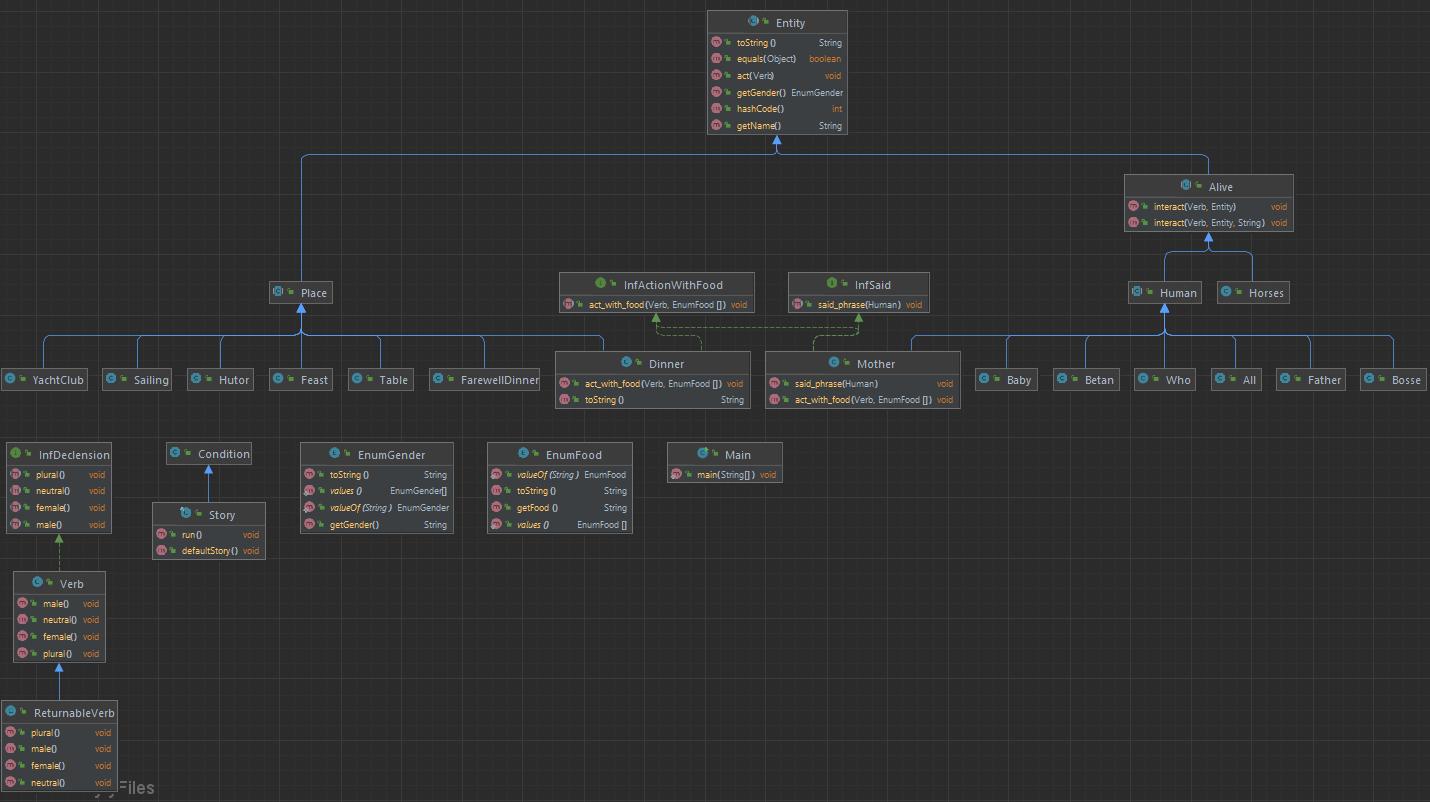 Entity
toString () String
equals(Object) boolean
act(Verb) void
getGender() EnumGender
hashCode() int
getName() String
Alive
interact(Verb, Entity) void
interact(Verb, Entity, String) void
Place
InfActionWithFood
act_with_food(Verb, EnumFood []) void
InfSaid
said_phrase(Human) void
Human
Horses
YachtClub
Sailing
Hutor
Feast
Table
FarewellDinner
Dinner
act_with_food(Verb, EnumFood []) void
toString () String
Mother
said_phrase(Human) void
act_with_food(Verb, EnumFood []) void
Baby
Betan
Who
All
Father
Bosse
InfDeclension
plural() void
neutral() void
female() void
male() void
Condition
Story
run() void
defaultStory() void
EnumGender
toString () String
values () EnumGender[]
valueOf (String ) EnumGender
getGender() String
EnumFood
valueOf (String ) EnumFood
toString () String
getFood () String
values () EnumFood []
Main
main(String[] ) void
Verb
male() void
neutral() void
female() void
plural() void
ReturnableVerb
plural() void
male() void
female() void
neutral() void
Files